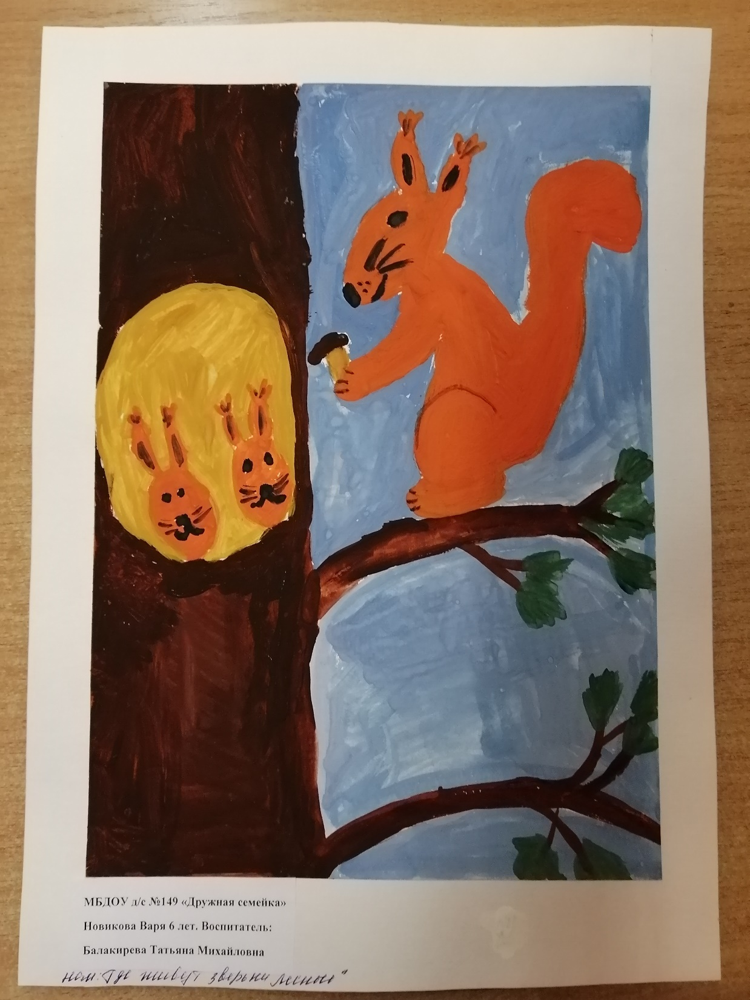 МБДОУ д/с №149 «Дружная семейка»
Новикова Варя 6 лет. Воспитатель:
Балакирева Татьяна Михайловна
ном: Где живут зверьки лесные"